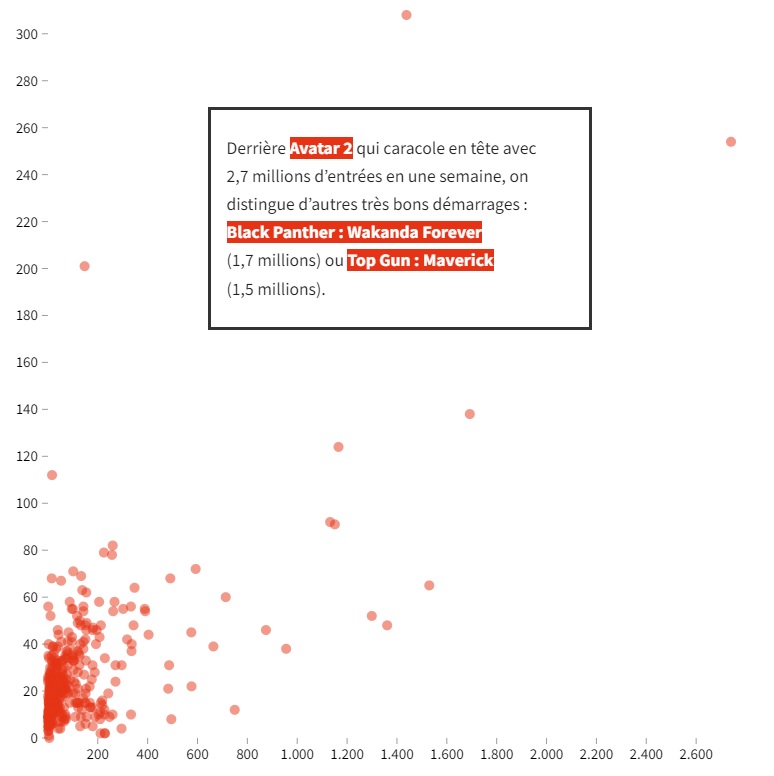 300
280
260
240
220
200
180
160
140
120
100
80
60
40
20
0
Derrière Avatar 2 qui caracole en tête avec
2,7 millions d’entrées en une semaine, on
distingue d’autres très bons démarrages :
Black Panther : Wakanda Forever
(1,7 millions) ou Top Gun : Maverick
(1,5 millions).
200 400 600 800 1.000 1.200 1.400 1.600 1.800 2.000 2.200 2.400 2.600